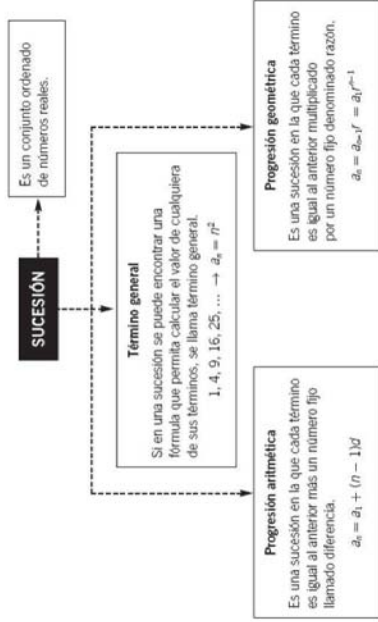 SUCESIÓN
Es un conjunto ordenado
de números reales.
Término general
Si en una sucesión se puede encontrar una
fórmula que permita calcular el valor de cualquiera
de sus términos, se llama término general.
1, 4, 9, 16, 25, … → aₙ = n²
Progresión aritmética
Es una sucesión en la que cada término
es igual al anterior más un número fijo
llamado diferencia.
aₙ = a₁ + (n − 1)d
Progresión geométrica
Es una sucesión en la que cada término
es igual al anterior multiplicado
por un número fijo denominado razón.
aₙ = aₙ₋₁r = a₁rⁿ⁻¹